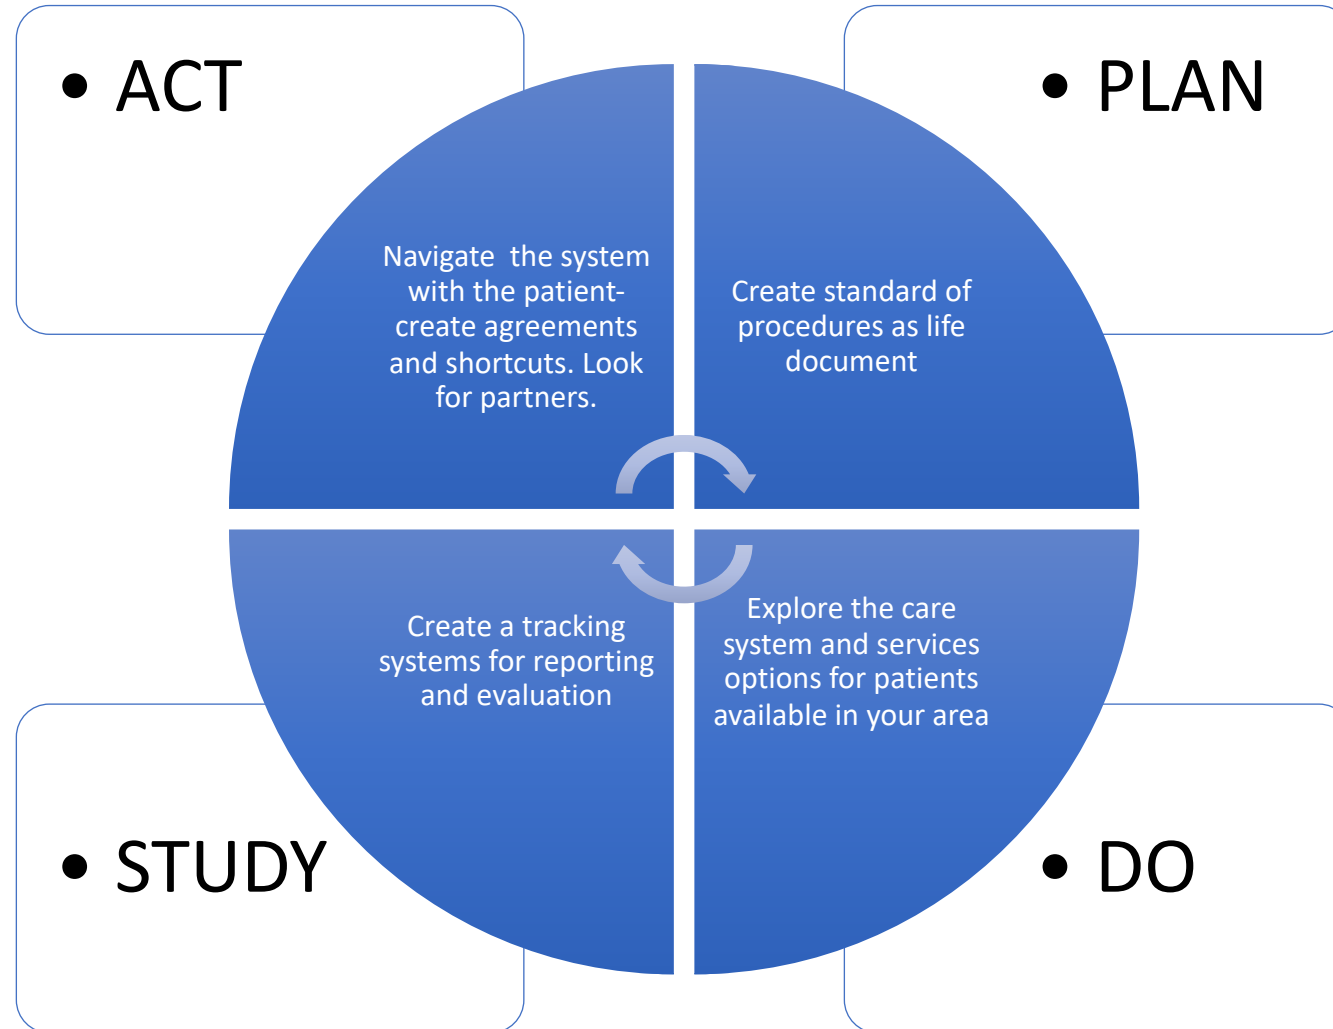 • ACT
Navigate  the system
with the patient-
create agreements
and shortcuts. Look
for partners.
• PLAN
Create standard of
procedures as life
document
• STUDY
Create a tracking
systems for reporting
and evaluation
• DO
Explore the care
system and services
options for patients
available in your area